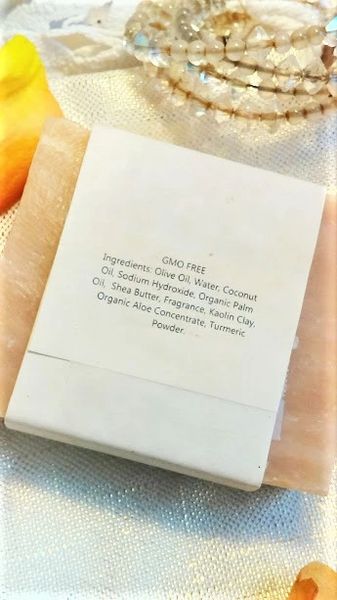 GMO FREE
Ingredients: Olive Oil, Water, Coconut
Oil, Sodium Hydroxide, Organic Palm
Oil, Shea Butter, Fragrance, Kaolin Clay,
Organic Aloe Concentrate, Turmeric
Powder.